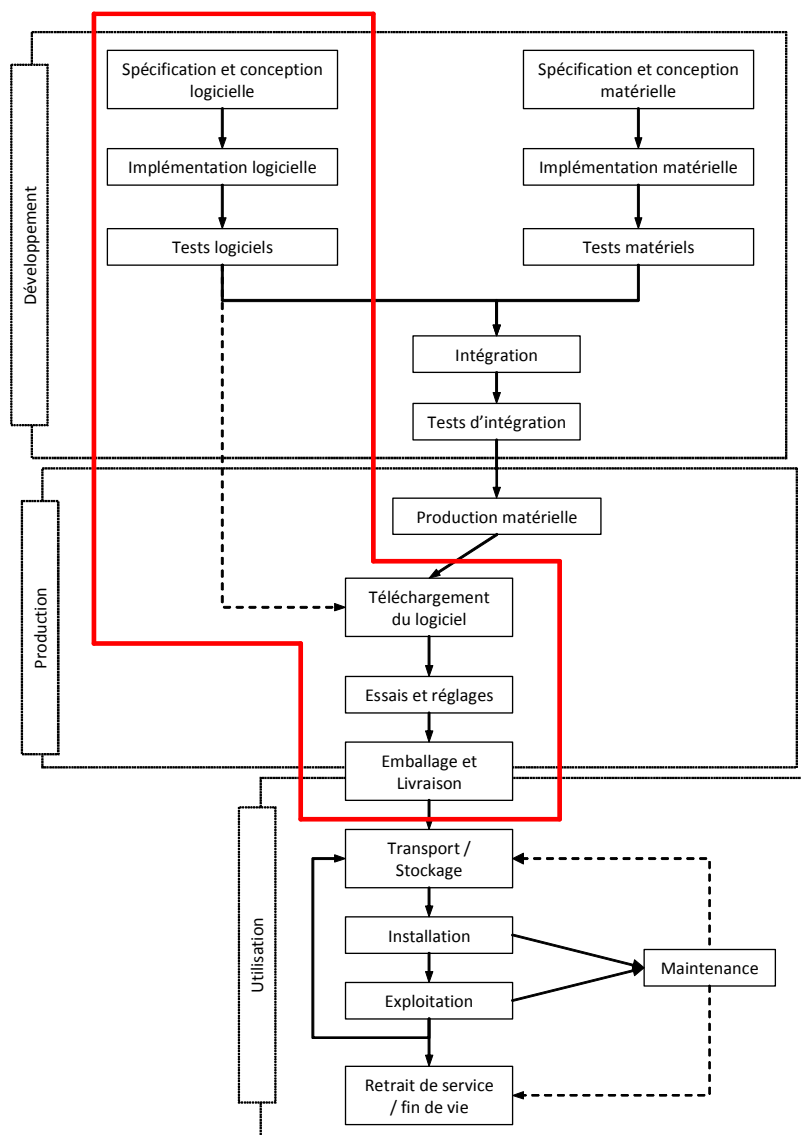 Développement
Spécification et conception
logicielle
Spécification et conception
matérielle
Implémentation logicielle
Implémentation matérielle
Tests logiciels
Tests matériels
Intégration
Tests d'intégration
Production
Production matérielle
Téléchargement
du logiciel
Essais et réglages
Emballage et
Livraison
Utilisation
Transport /
Stockage
Installation
Maintenance
Exploitation
Retrait de service
/ fin de vie